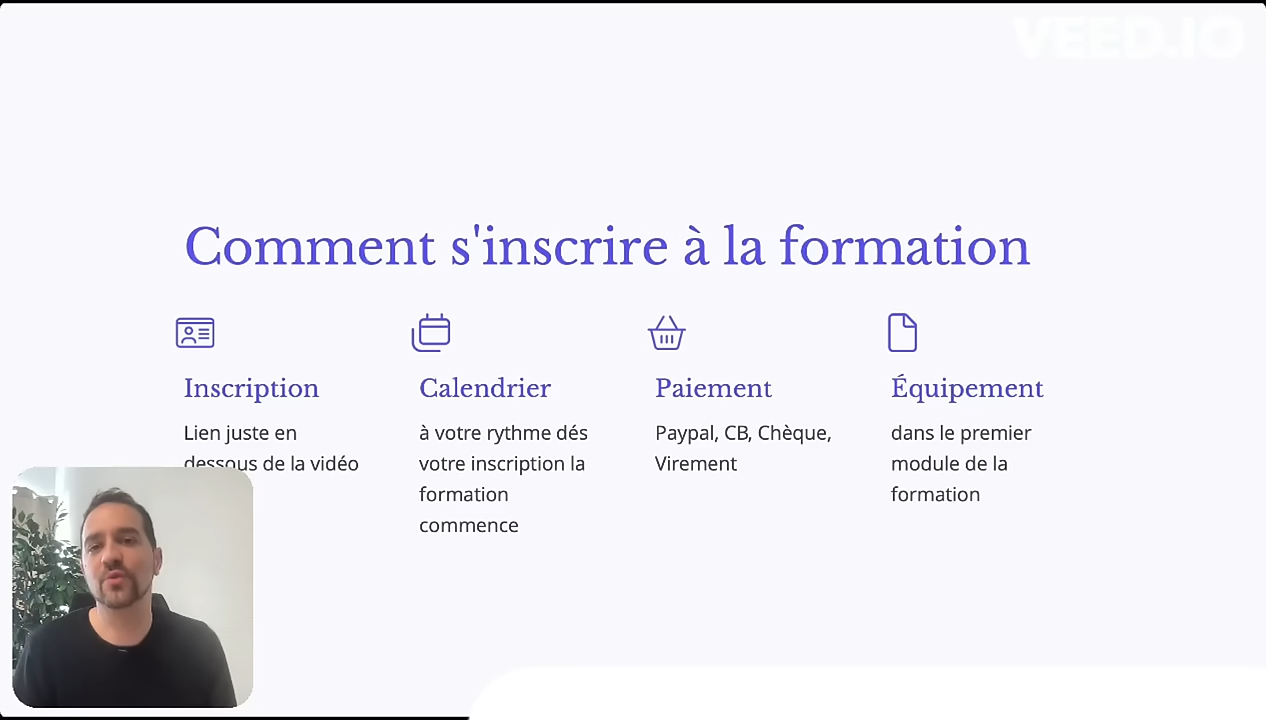 VEED.IO
Comment s'inscrire à la formation
Inscription
Lien juste en
dessous de la vidéo
Calendrier
à votre rythme dés
votre inscription la
formation
commence
Paiement
Paypal, CB, Chèque,
Virement
Équipement
dans le premier
module de la
formation